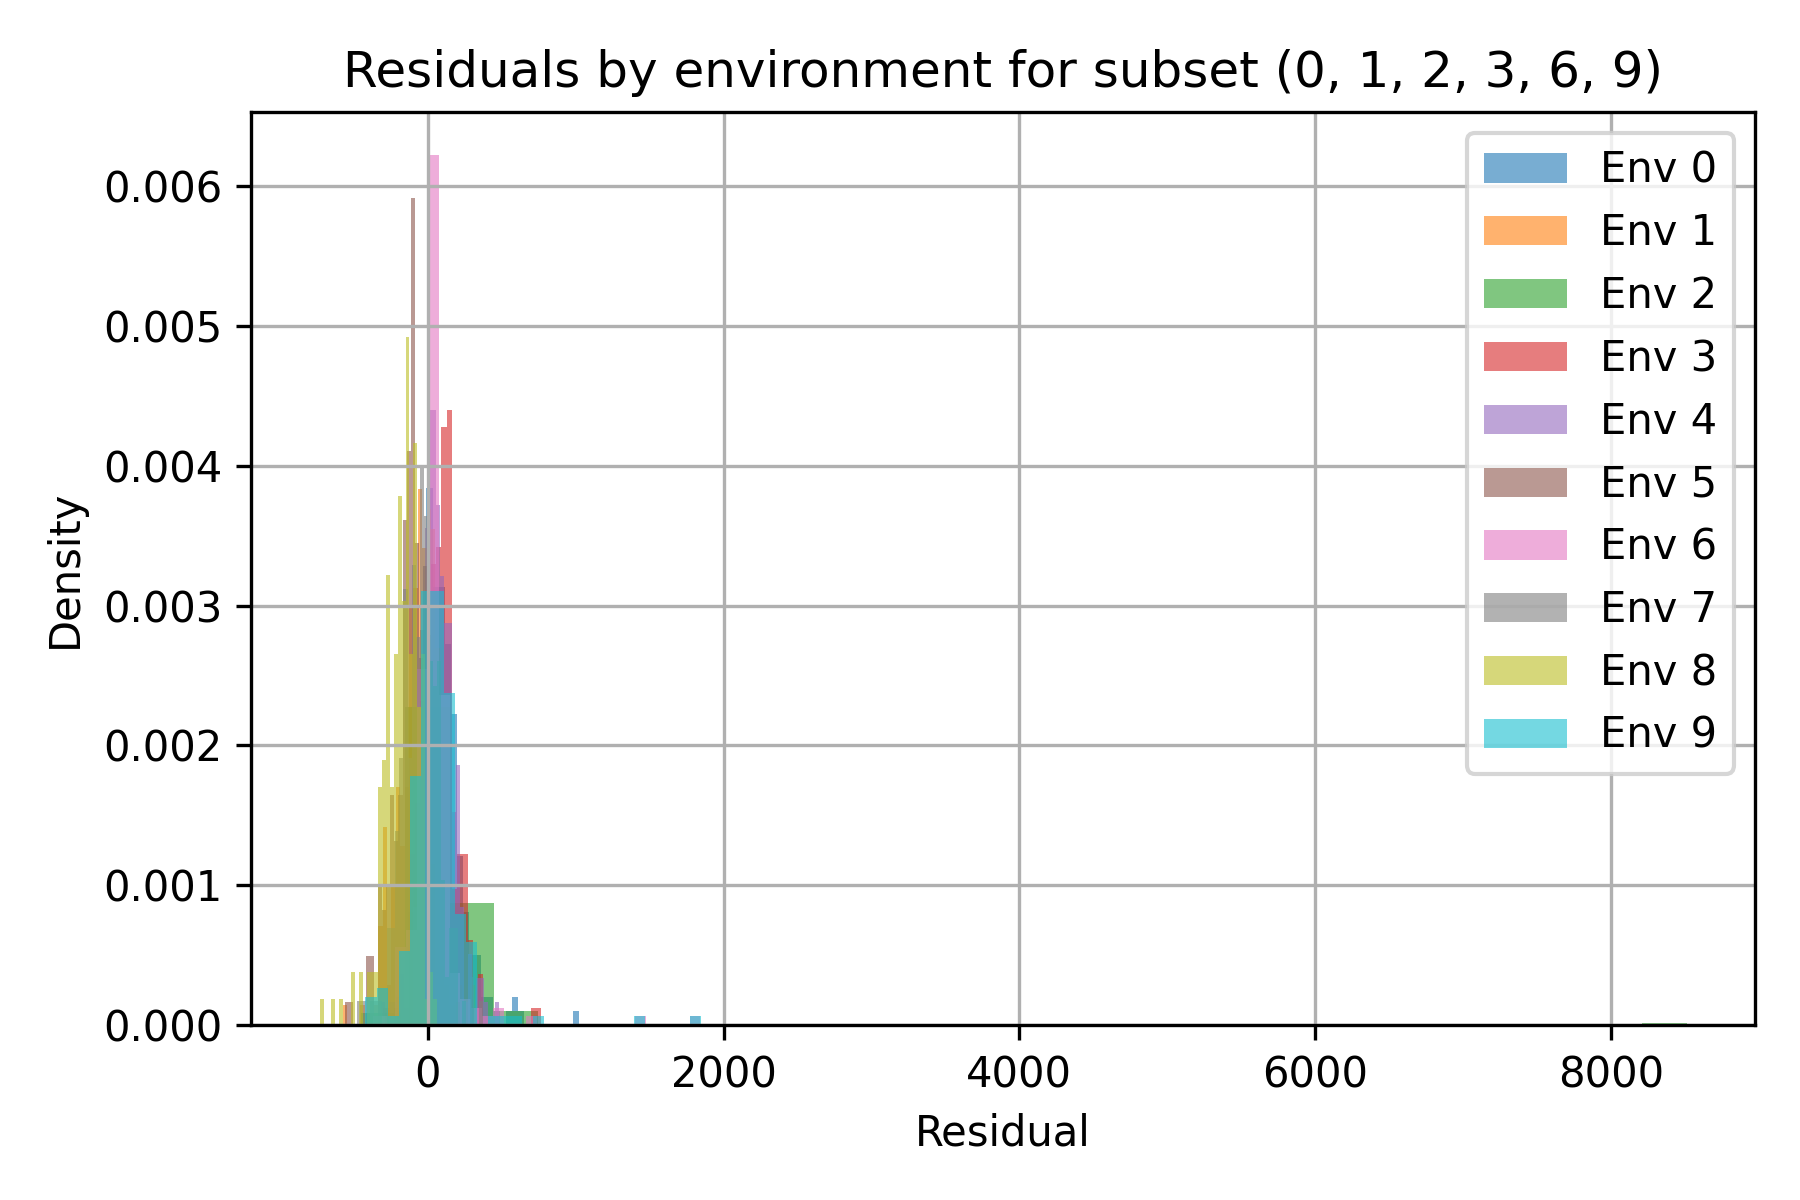 Residuals by environment for subset (0, 1, 2, 3, 6, 9)
Density
0.006
0.005
0.004
0.003
0.002
0.001
0.000
0
2000
4000
6000
8000
Residual
Env 0
Env 1
Env 2
Env 3
Env 4
Env 5
Env 6
Env 7
Env 8
Env 9